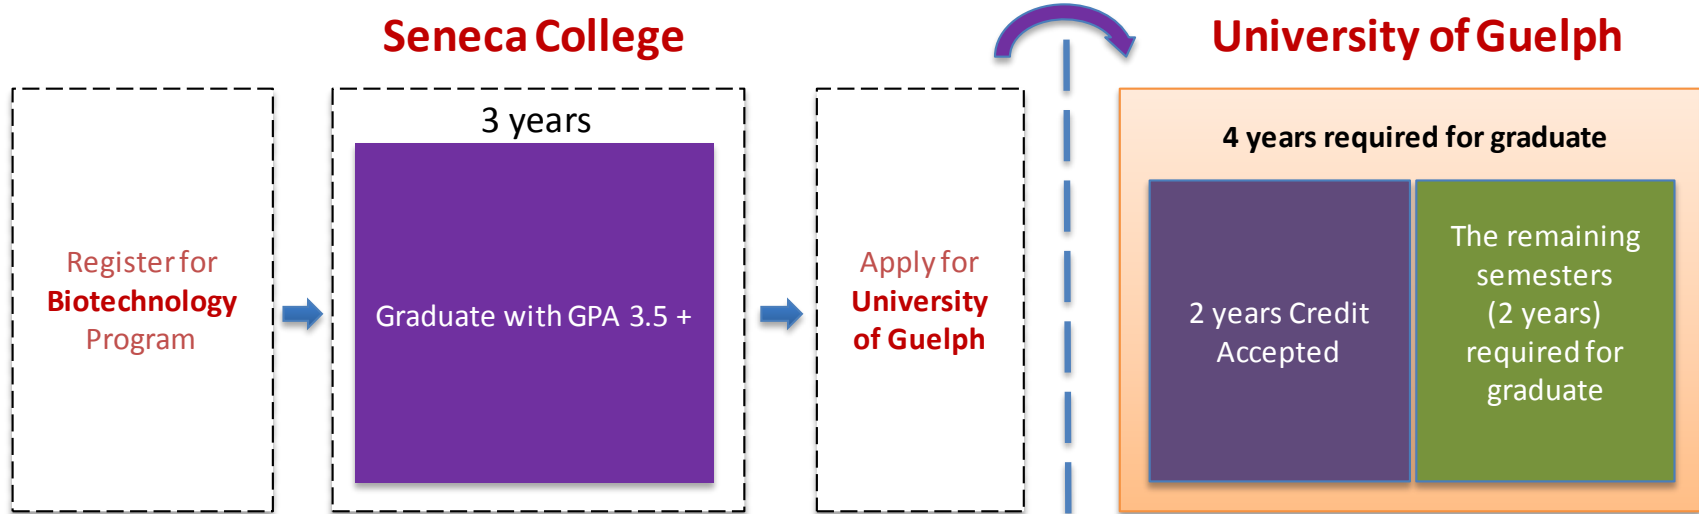 Seneca College
University of Guelph
Register for
Biotechnology
Program
3 years
Graduate with GPA 3.5 +
Apply for
University
of Guelph
4 years required for graduate
2 years Credit
Accepted
The remaining
semesters
(2 years)
required for
graduate